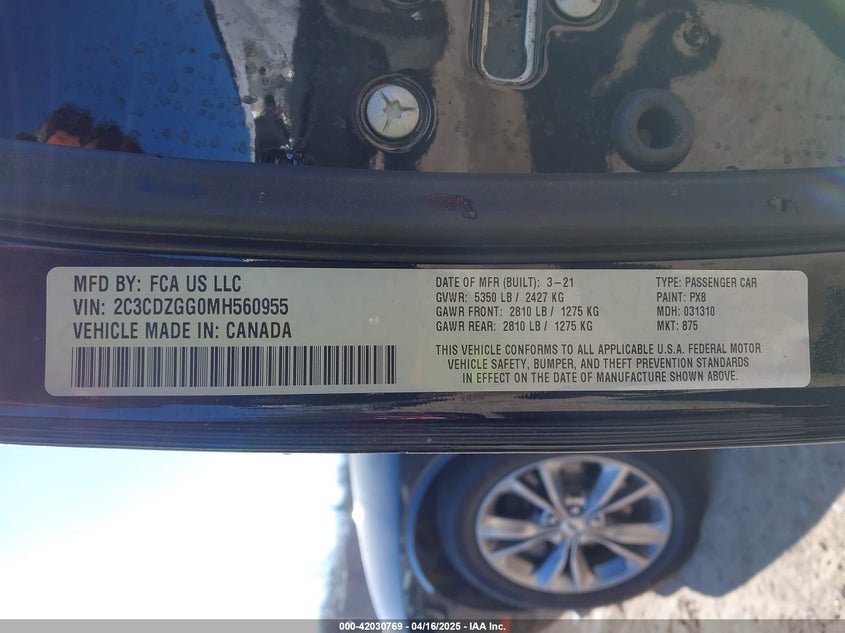 MFD BY: FCA US LLC
VIN: 2C3CDZGG0MH560955
VEHICLE MADE IN: CANADA
DATE OF MFR (BUILT): 3-21
GVWR: 5350 LB / 2427 KG
GAWR FRONT: 2810 LB / 1275 KG
GAWR REAR: 2810 LB / 1275 KG
TYPE: PASSENGER CAR
PAINT: PX8
MDH: 031310
MKT: 875
THIS VEHICLE CONFORMS TO ALL APPLICABLE U.S.A. FEDERAL MOTOR
VEHICLE SAFETY, BUMPER, AND THEFT PREVENTION STANDARDS
IN EFFECT ON THE DATE OF MANUFACTURE SHOWN ABOVE.
000-42030769 - 04/16/2025 - IAA Inc.